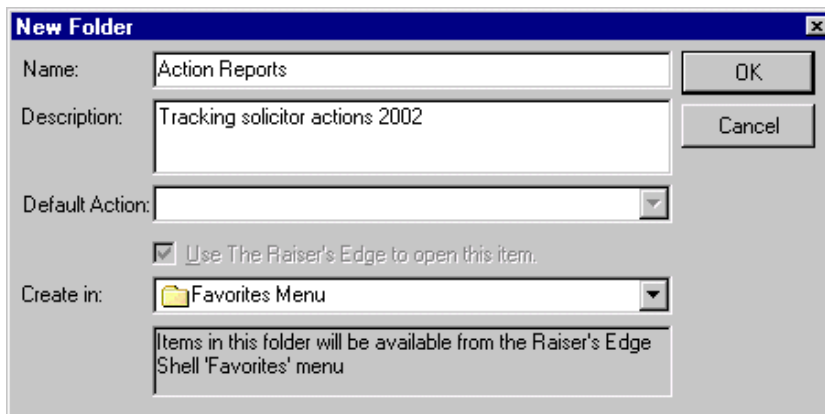 New Folder
Name:
Action Reports
OK
Description:
Tracking solicitor actions 2002
Cancel
Default Action:
Use The Raiser's Edge to open this item.
Create in:
Favorites Menu
Items in this folder will be available from the Raiser's Edge
Shell 'Favorites' menu